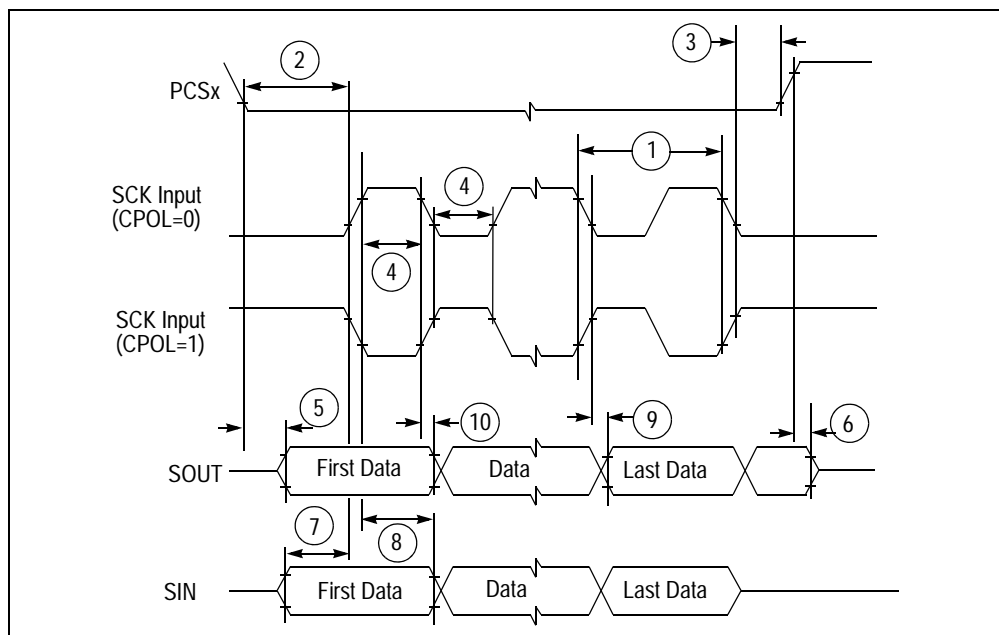 3
2
PCSx
1
4
SCK Input
(CPOL=0)
4
SCK Input
(CPOL=1)
5
10
9
6
SOUT
First Data
Data
Last Data
7
8
SIN
First Data
Data
Last Data